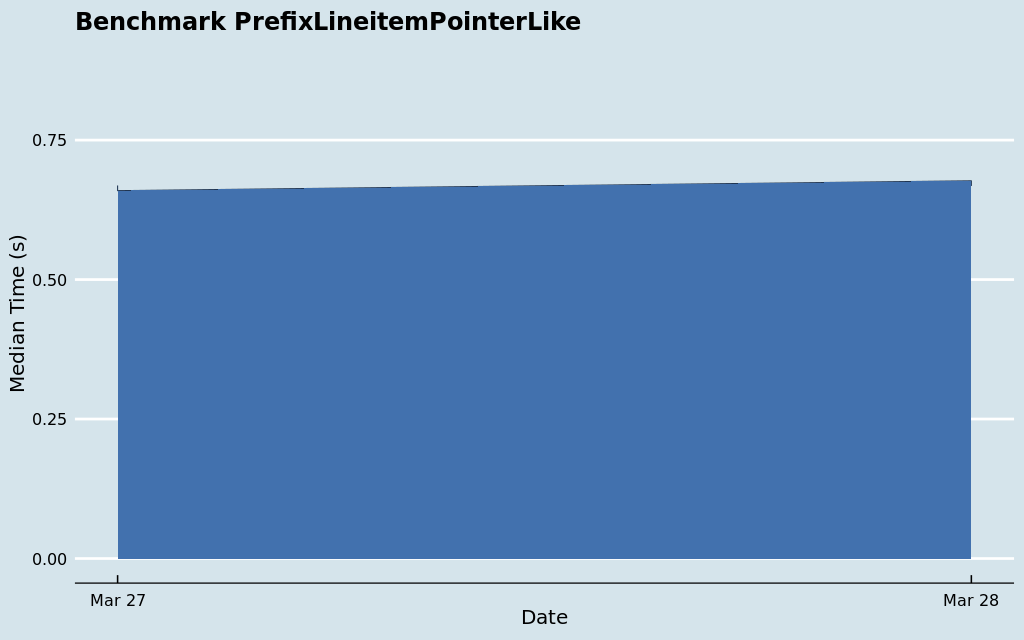 Benchmark PrefixLineitemPointerLike
0.75
0.50
0.25
0.00
Median Time (s)
Mar 27
Mar 28
Date